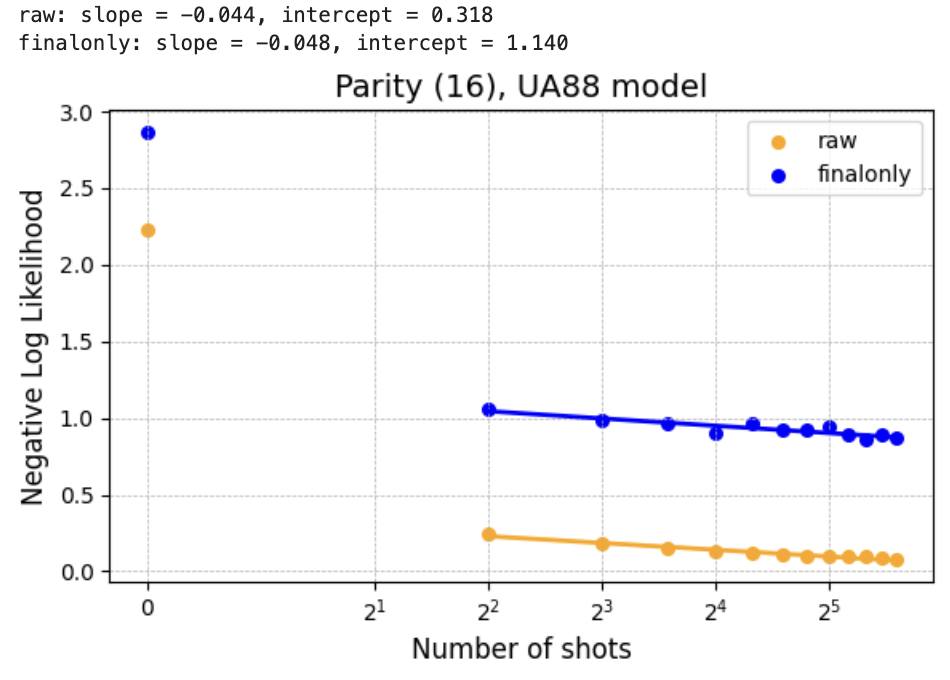 raw: slope = −0.044, intercept = 0.318
finalonly: slope = −0.048, intercept = 1.140
Parity (16), UA88 model
3.0
2.5
2.0
1.5
1.0
0.5
0.0
Negative Log Likelihood
raw
finalonly
0
2¹
2²
2³
2⁴
2⁵
Number of shots